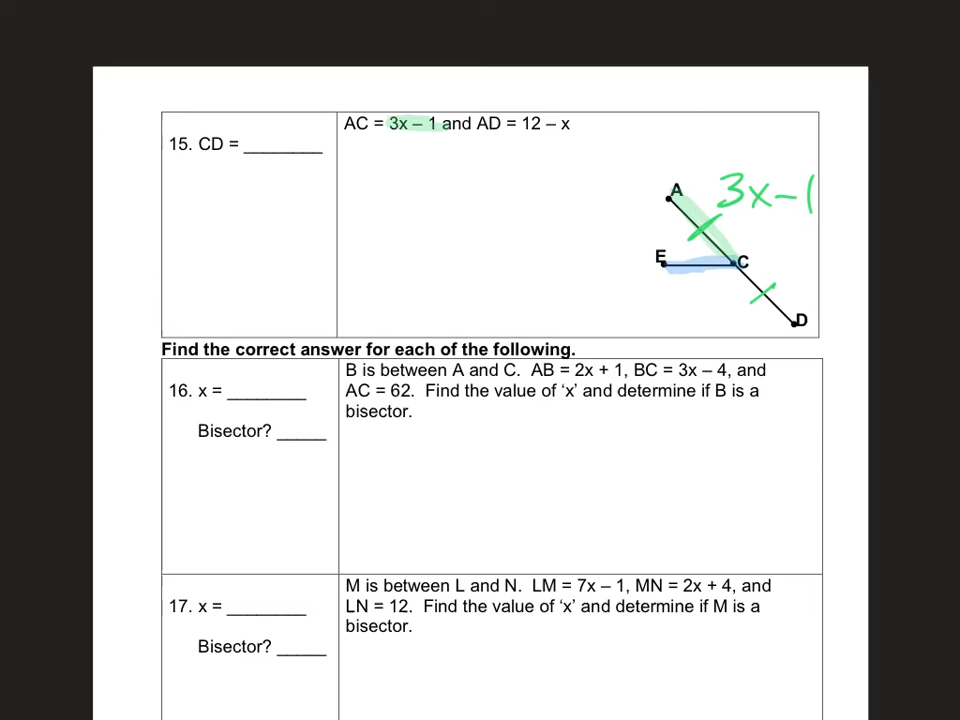 AC = 3x – 1 and AD = 12 – x
15. CD = ________
A
3x-1
E
C
D
Find the correct answer for each of the following.
B is between A and C. AB = 2x + 1, BC = 3x – 4, and
16. x = ________
AC = 62. Find the value of ‘x’ and determine if B is a
bisector.
Bisector? _____
M is between L and N. LM = 7x – 1, MN = 2x + 4, and
17. x = ________
LN = 12. Find the value of ‘x’ and determine if M is a
bisector.
Bisector? _____